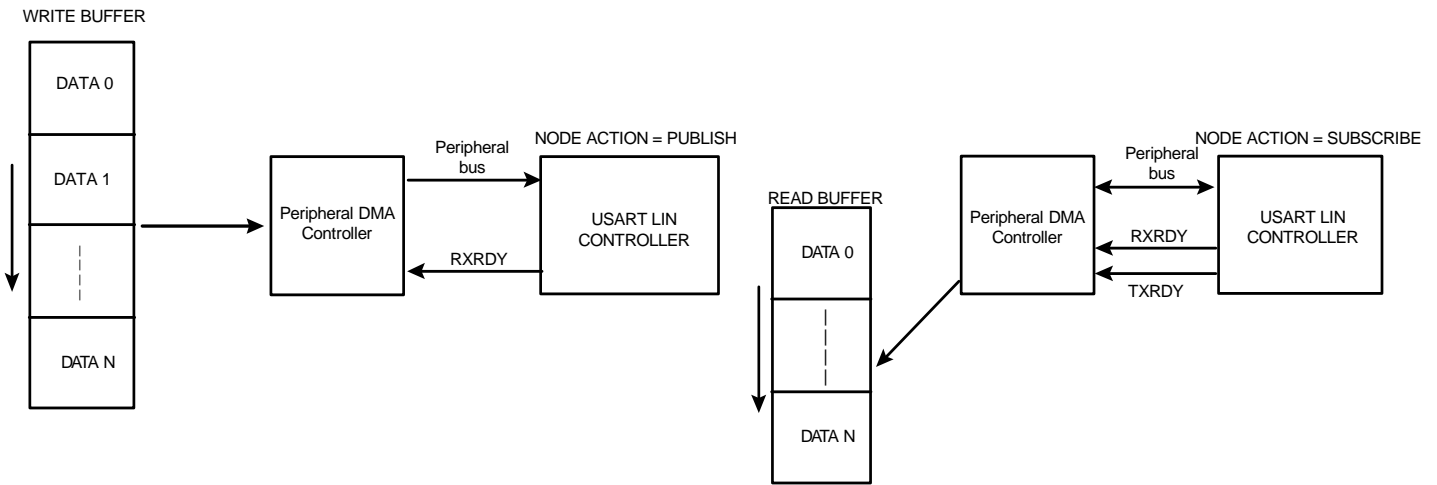 WRITE BUFFER
DATA 0
DATA 1
DATA N
Peripheral DMA
Controller
Peripheral
bus
RXRDY
NODE ACTION = PUBLISH
USART LIN
CONTROLLER
READ BUFFER
DATA 0
DATA N
Peripheral DMA
Controller
Peripheral
bus
RXRDY
TXRDY
NODE ACTION = SUBSCRIBE
USART LIN
CONTROLLER